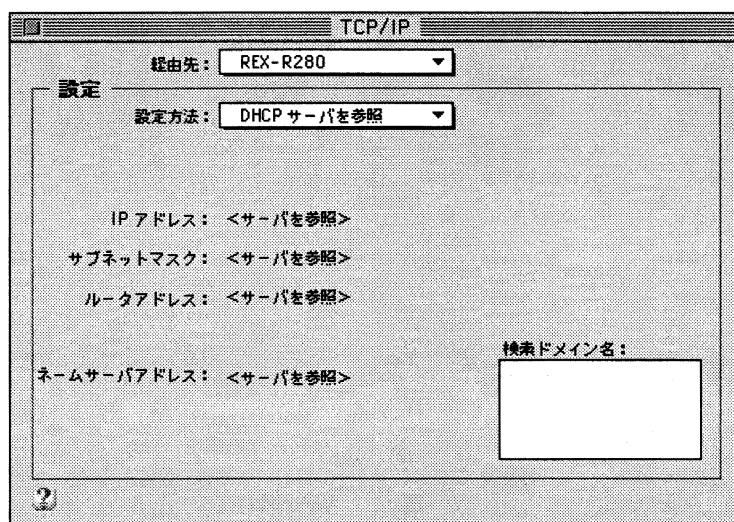 TCP/IP
経由先： REX-R280
設定
設定方法： DHCP サーバを参照
IP アドレス： <サーバを参照>
サブネットマスク： <サーバを参照>
ルータアドレス： <サーバを参照>
検索ドメイン名：
ネームサーバアドレス： <サーバを参照>
?